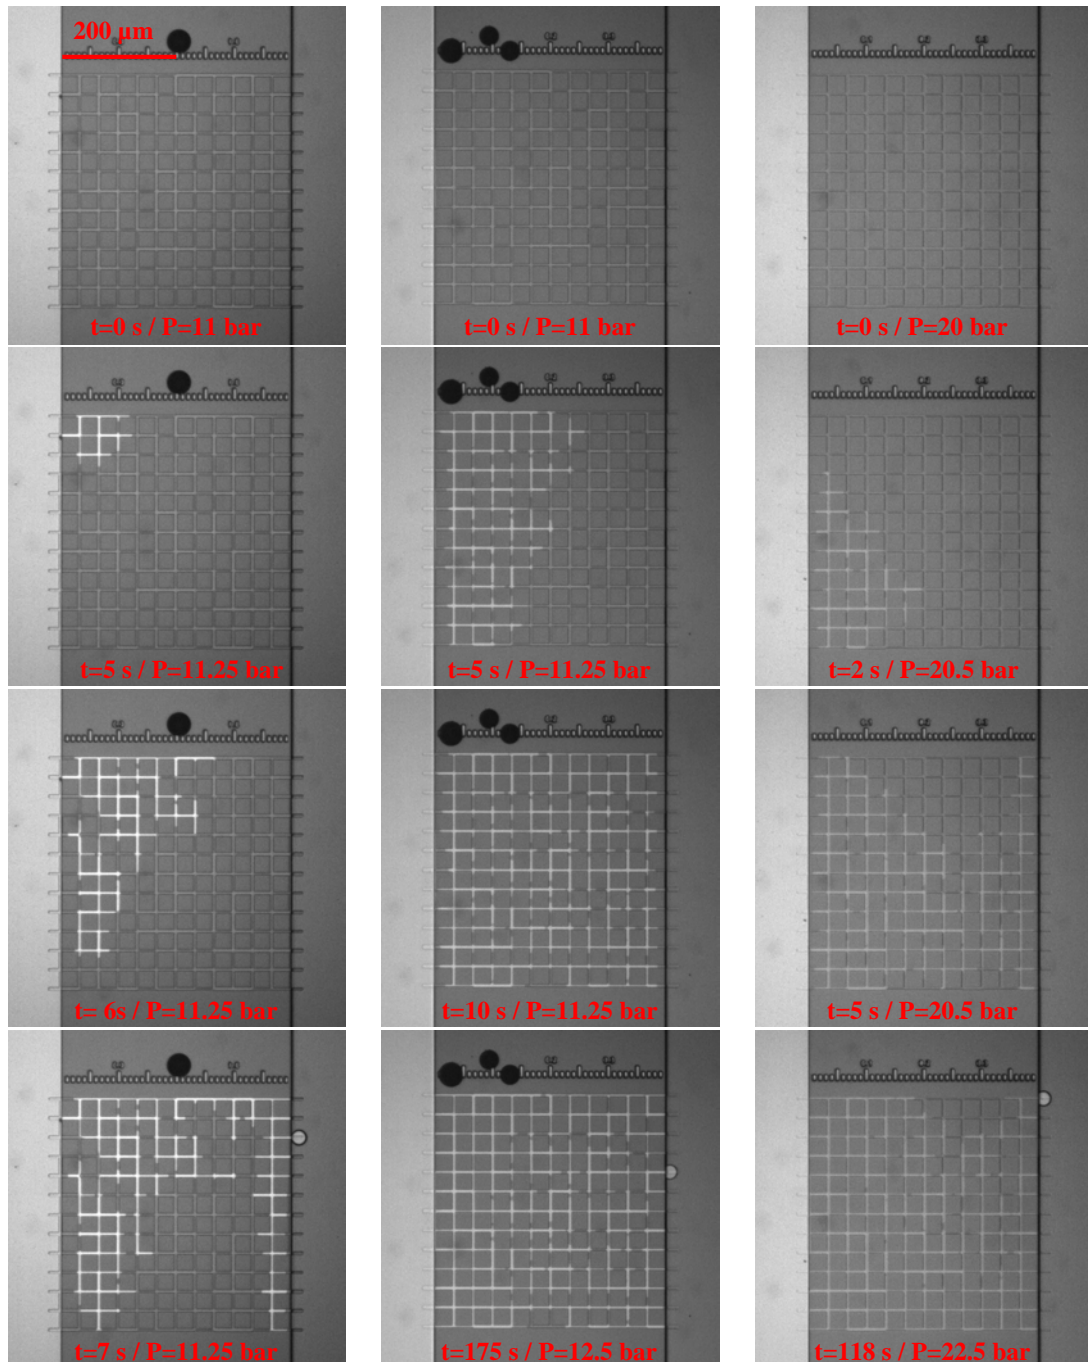 200 µm
t=0 s / P=11 bar
t=0 s / P=11 bar
t=0 s / P=20 bar
t=5 s / P=11.25 bar
t=5 s / P=11.25 bar
t=2 s / P=20.5 bar
t= 6s / P=11.25 bar
t=10 s / P=11.25 bar
t=5 s / P=20.5 bar
t=7 s / P=11.25 bar
t=175 s / P=12.5 bar
t=118 s / P=22.5 bar